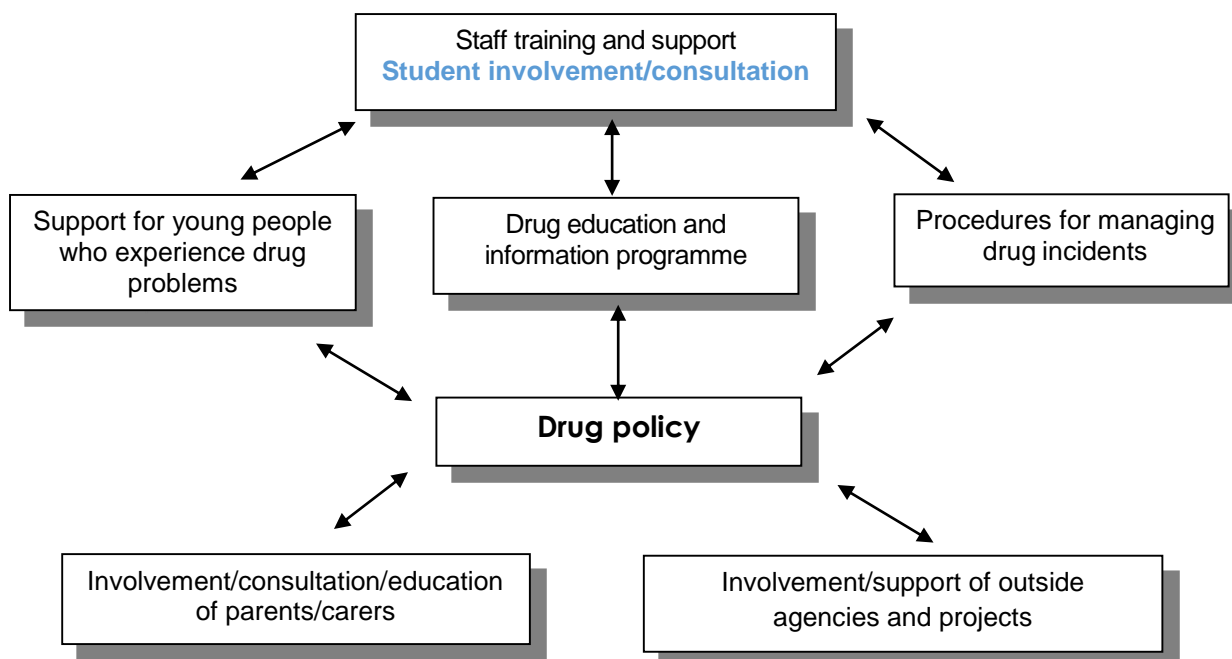 Staff training and support
Student involvement/consultation
Support for young people
who experience drug
problems
Drug education and
information programme
Procedures for managing
drug incidents
Drug policy
Involvement/consultation/education
of parents/carers
Involvement/support of outside
agencies and projects